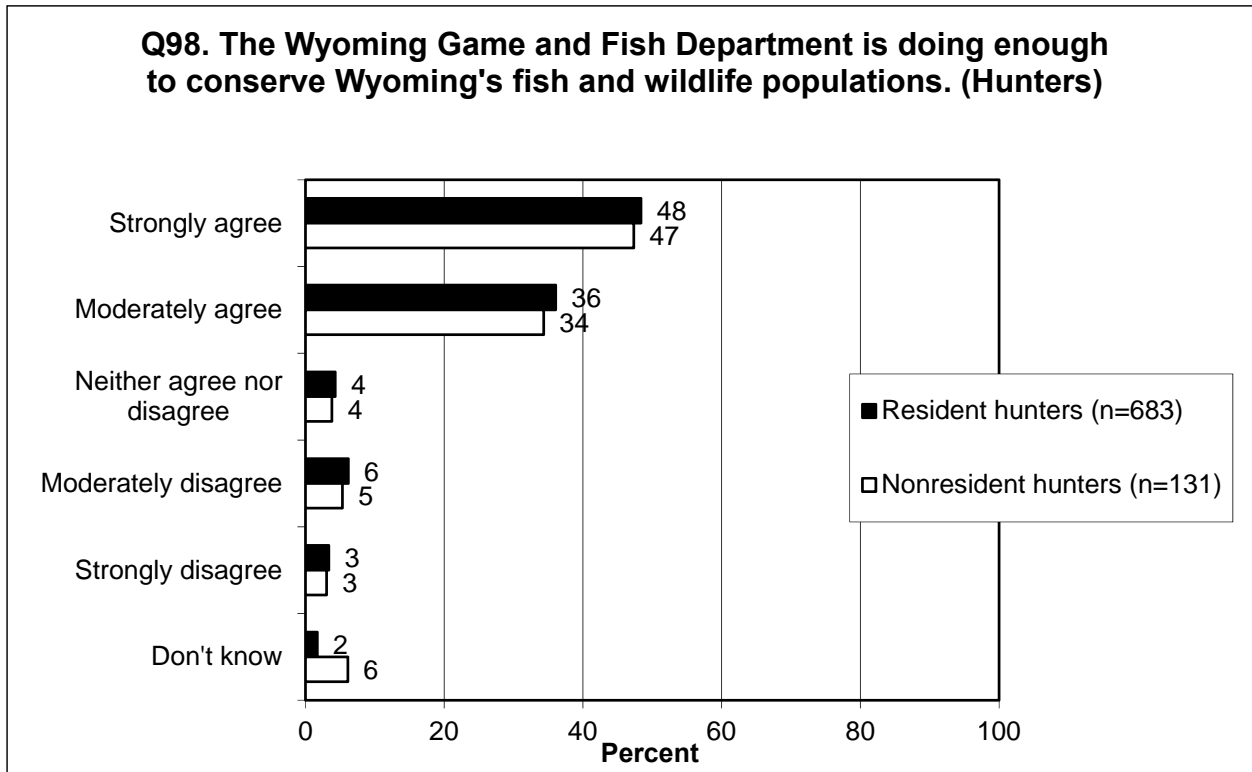 Q98. The Wyoming Game and Fish Department is doing enough
to conserve Wyoming's fish and wildlife populations. (Hunters)
Strongly agree
48
47
Moderately agree
36
34
Neither agree nor
disagree
4
4
Moderately disagree
6
5
Strongly disagree
3
3
Don't know
2
6
Resident hunters (n=683)
Nonresident hunters (n=131)
0 20 40 60 80 100
Percent